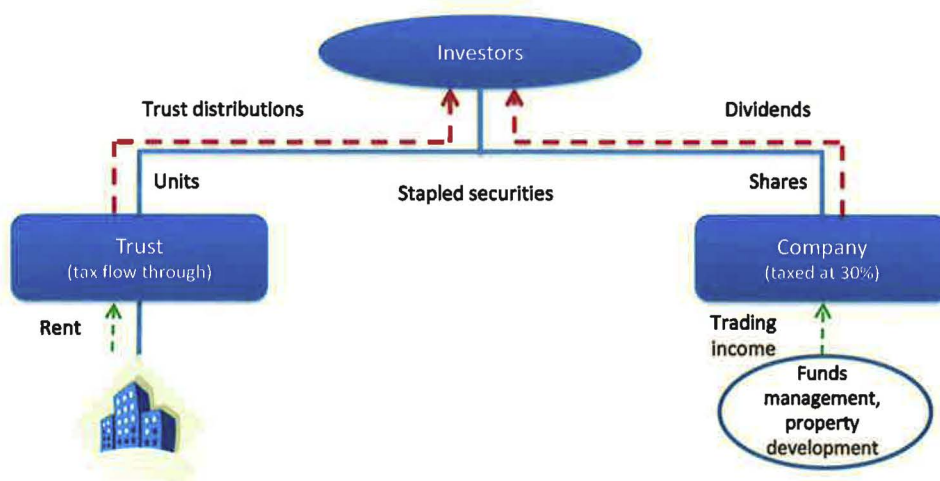 Investors
Trust distributions
Dividends
Units
Stapled securities
Shares
Trust
(tax flow through)
Company
(taxed at 30%)
Rent
Trading
income
Funds
management,
property
development